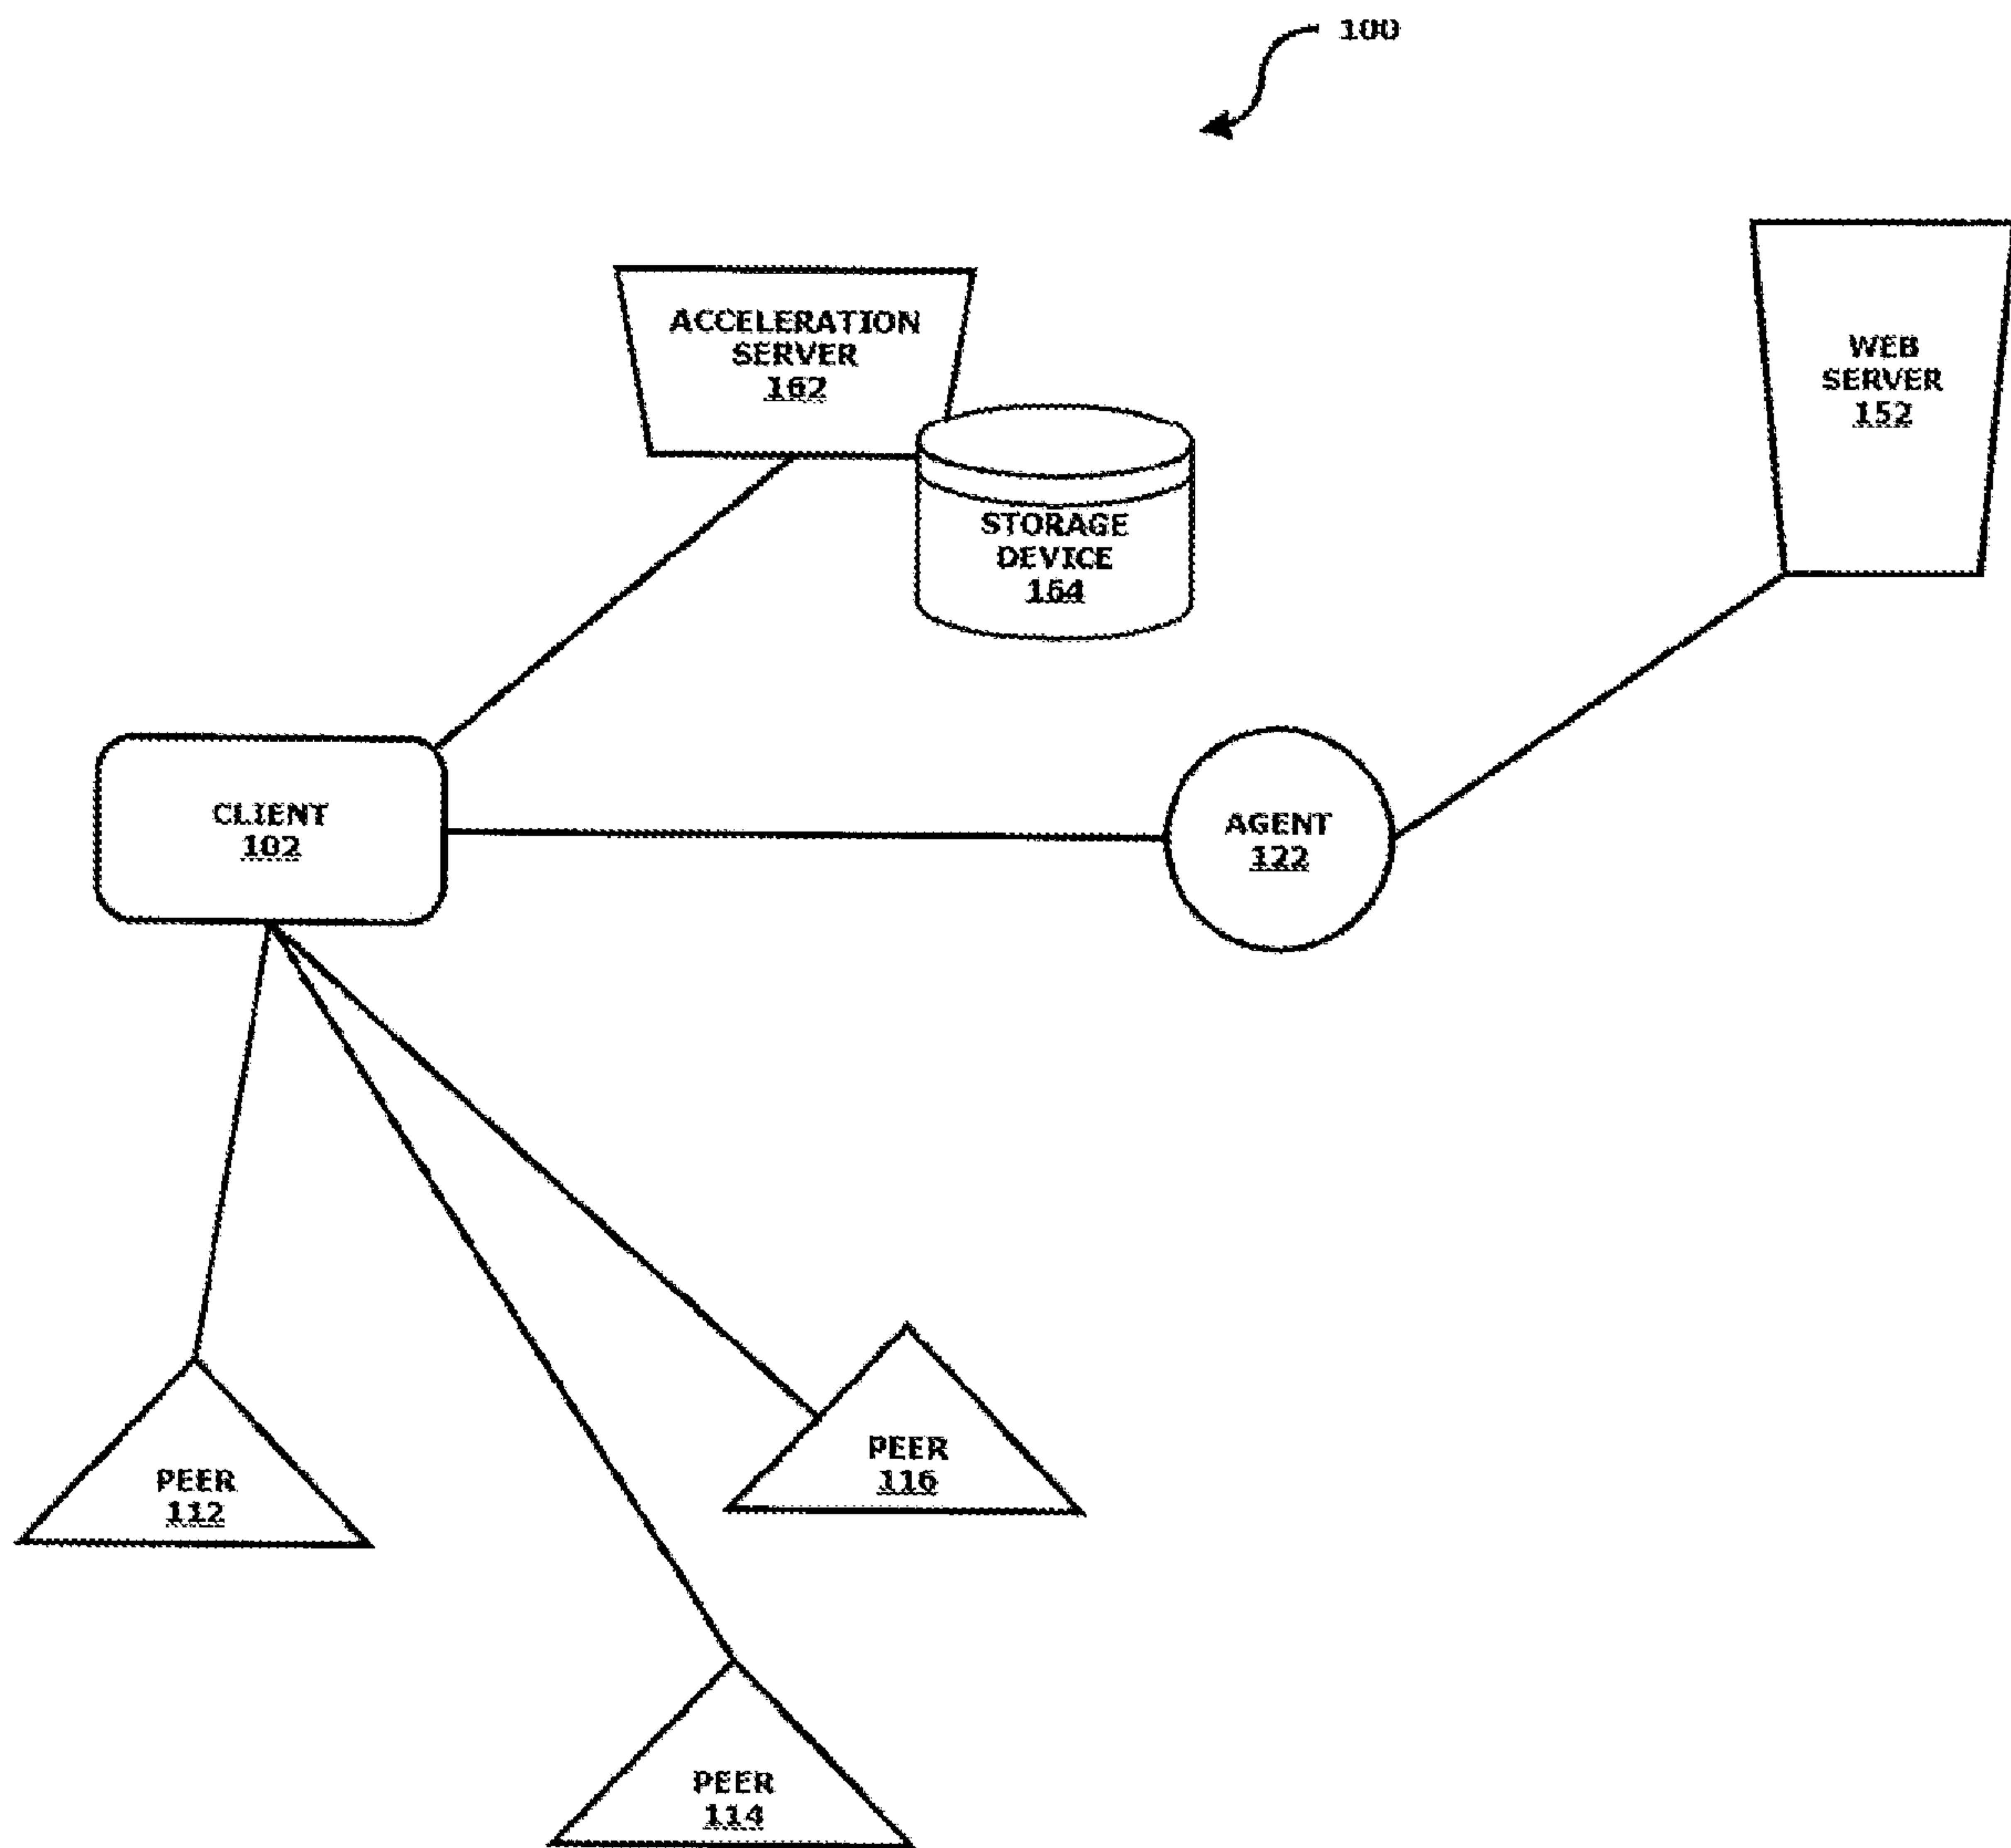 100
ACCELERATION
SERVER
162
WEB
SERVER
152
STORAGE
DEVICE
164
CLIENT
102
AGENT
122
PEER
112
PEER
116
PEER
114